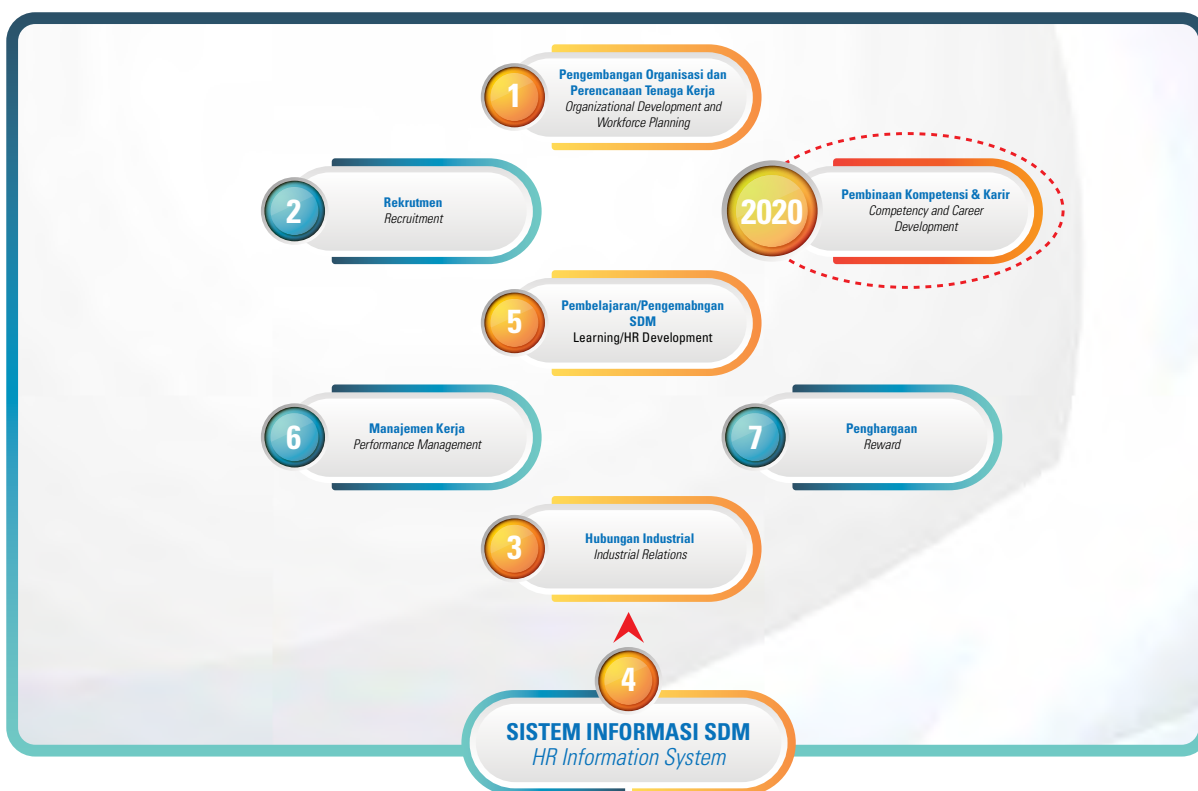 1
Pengembangan Organisasi dan
Perencanaan Tenaga Kerja
Organizational Development and
Workforce Planning
2
Rekrutmen
Recruitment
2020
Pembinaan Kompetensi & Karir
Competency and Career
Development
5
Pembelajaran/Pengemabngan
SDM
Learning/HR Development
6
Manajemen Kerja
Performance Management
7
Penghargaan
Reward
3
Hubungan Industrial
Industrial Relations
4
SISTEM INFORMASI SDM
HR Information System